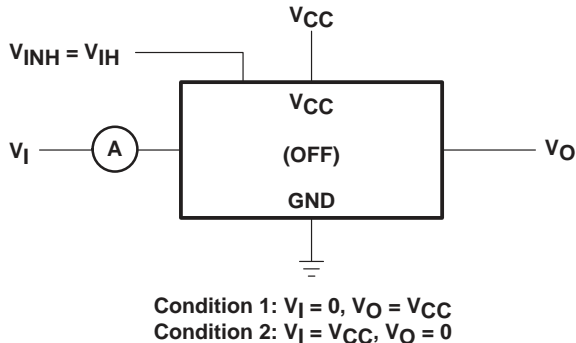 VCC
VINH = VIH
VCC
VI
A
(OFF)
VO
GND
Condition 1: VI = 0, VO = VCC
Condition 2: VI = VCC, VO = 0